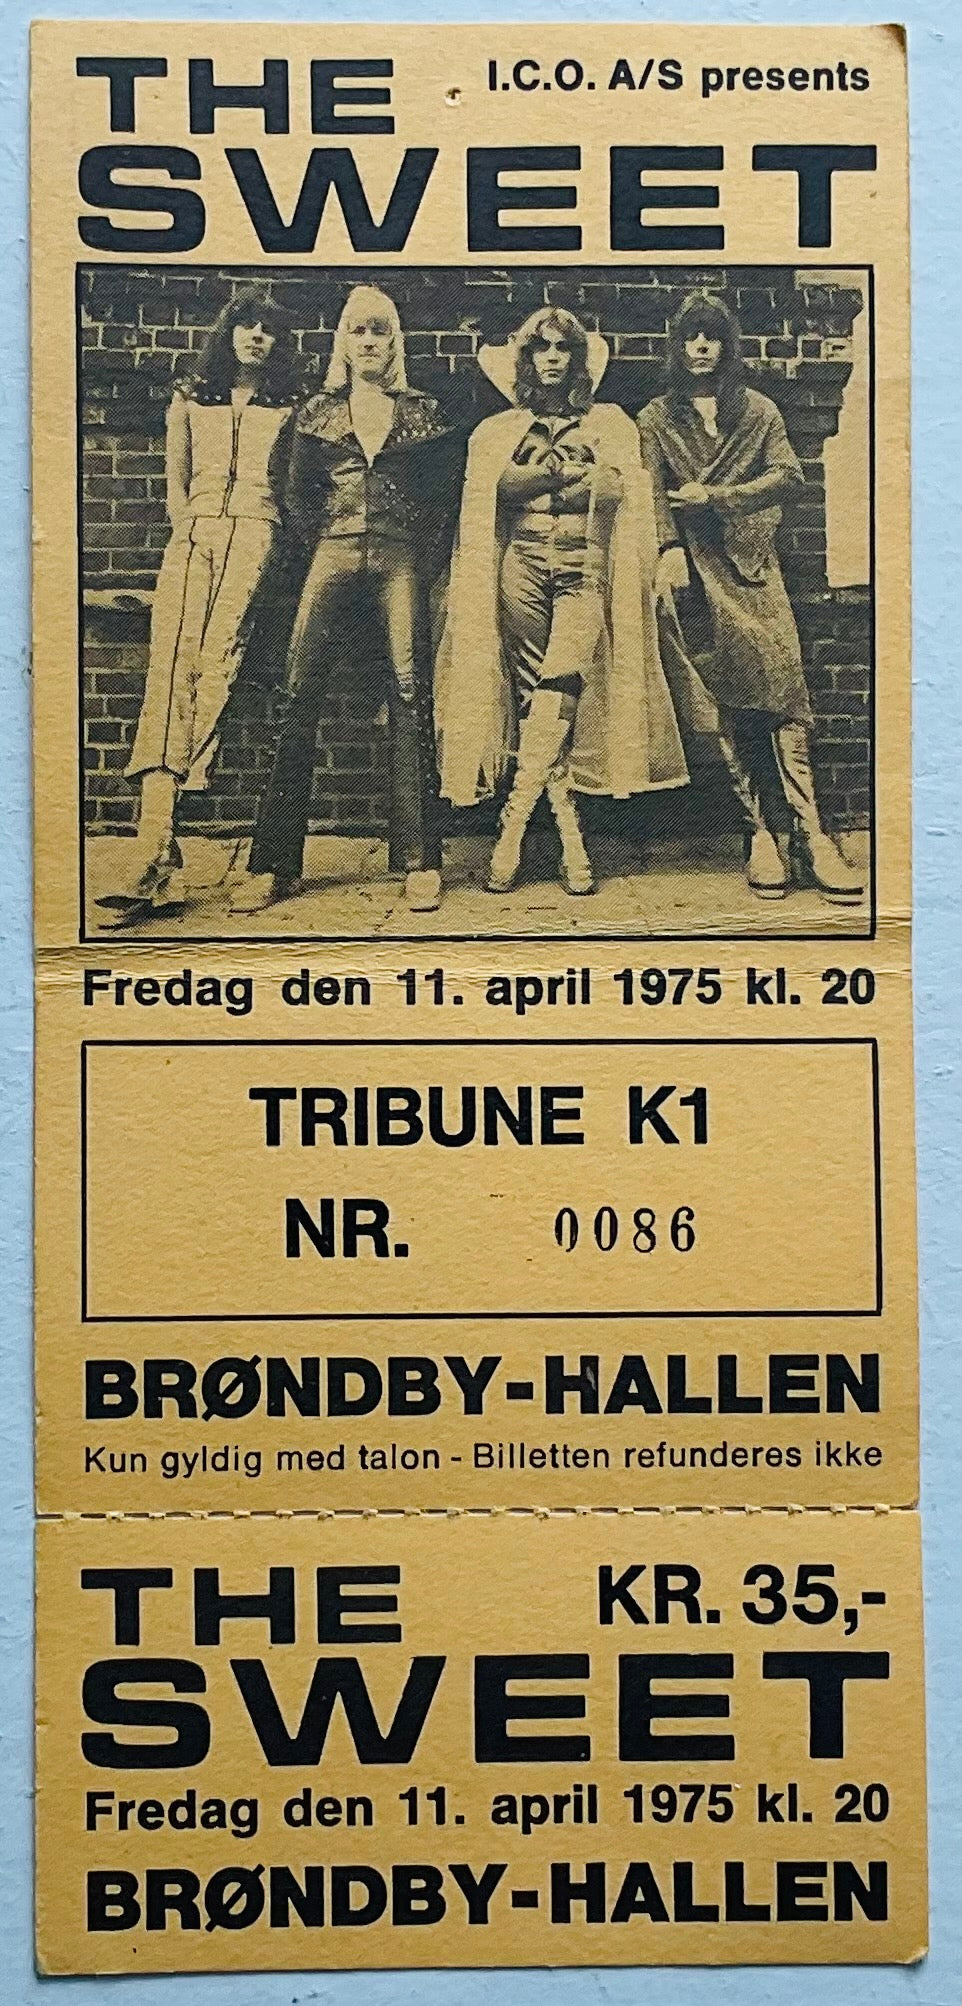 THE
I.C.O. A/S presents
SWEET
Fredag den 11. april 1975 kl. 20
TRIBUNE K1
NR. 0086
BRØNDBY-HALLEN
Kun gyldig med talon - Billetten refunderes ikke
THE KR. 35,-
SWEET
Fredag den 11. april 1975 kl. 20
BRØNDBY-HALLEN